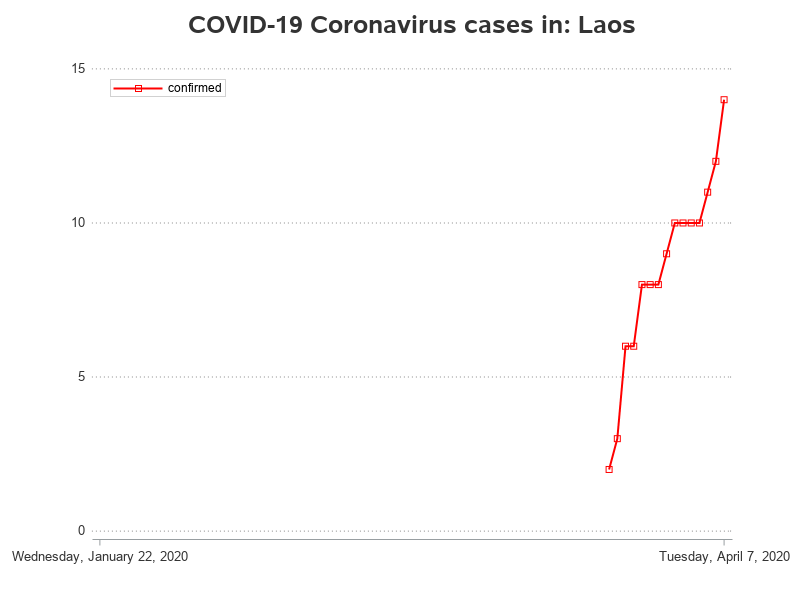 COVID-19 Coronavirus cases in: Laos
15
confirmed
10
5
0
Wednesday, January 22, 2020
Tuesday, April 7, 2020